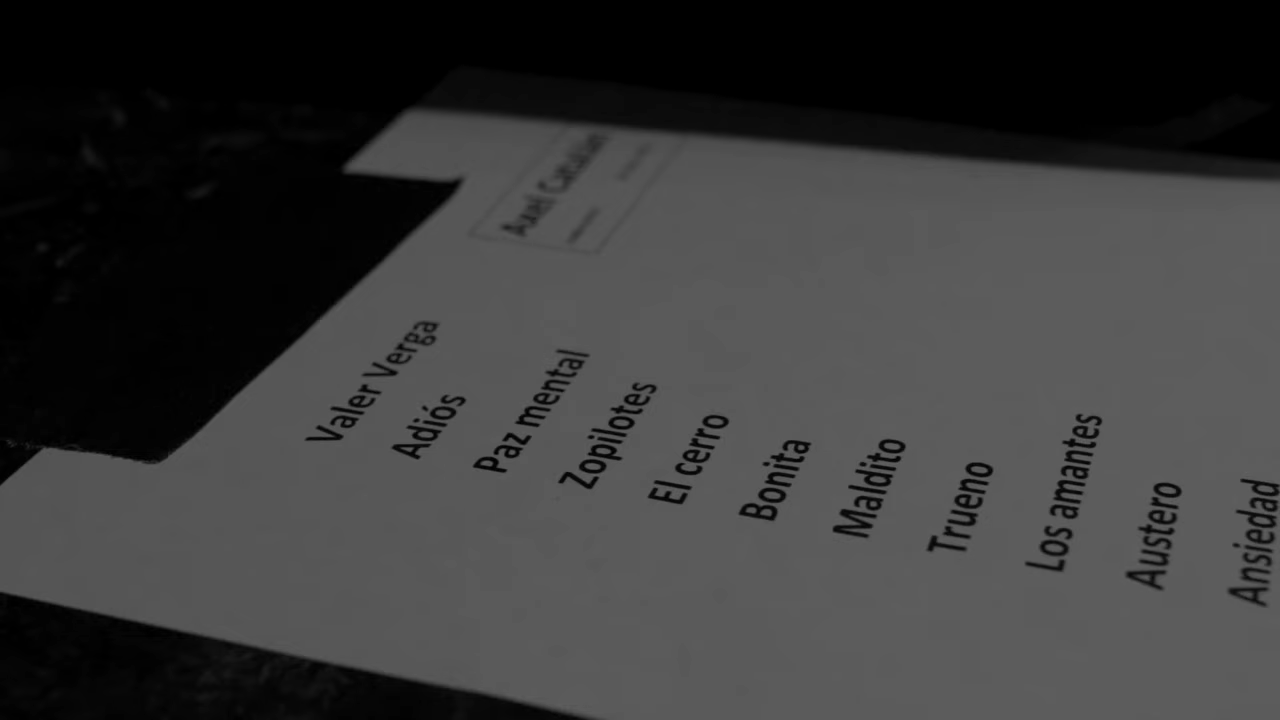 Axel Catalán
Valer Verga
Adiós
Paz mental
Zopilotes
El cerro
Bonita
Maldito
Trueno
Los amantes
Austero
Ansiedad